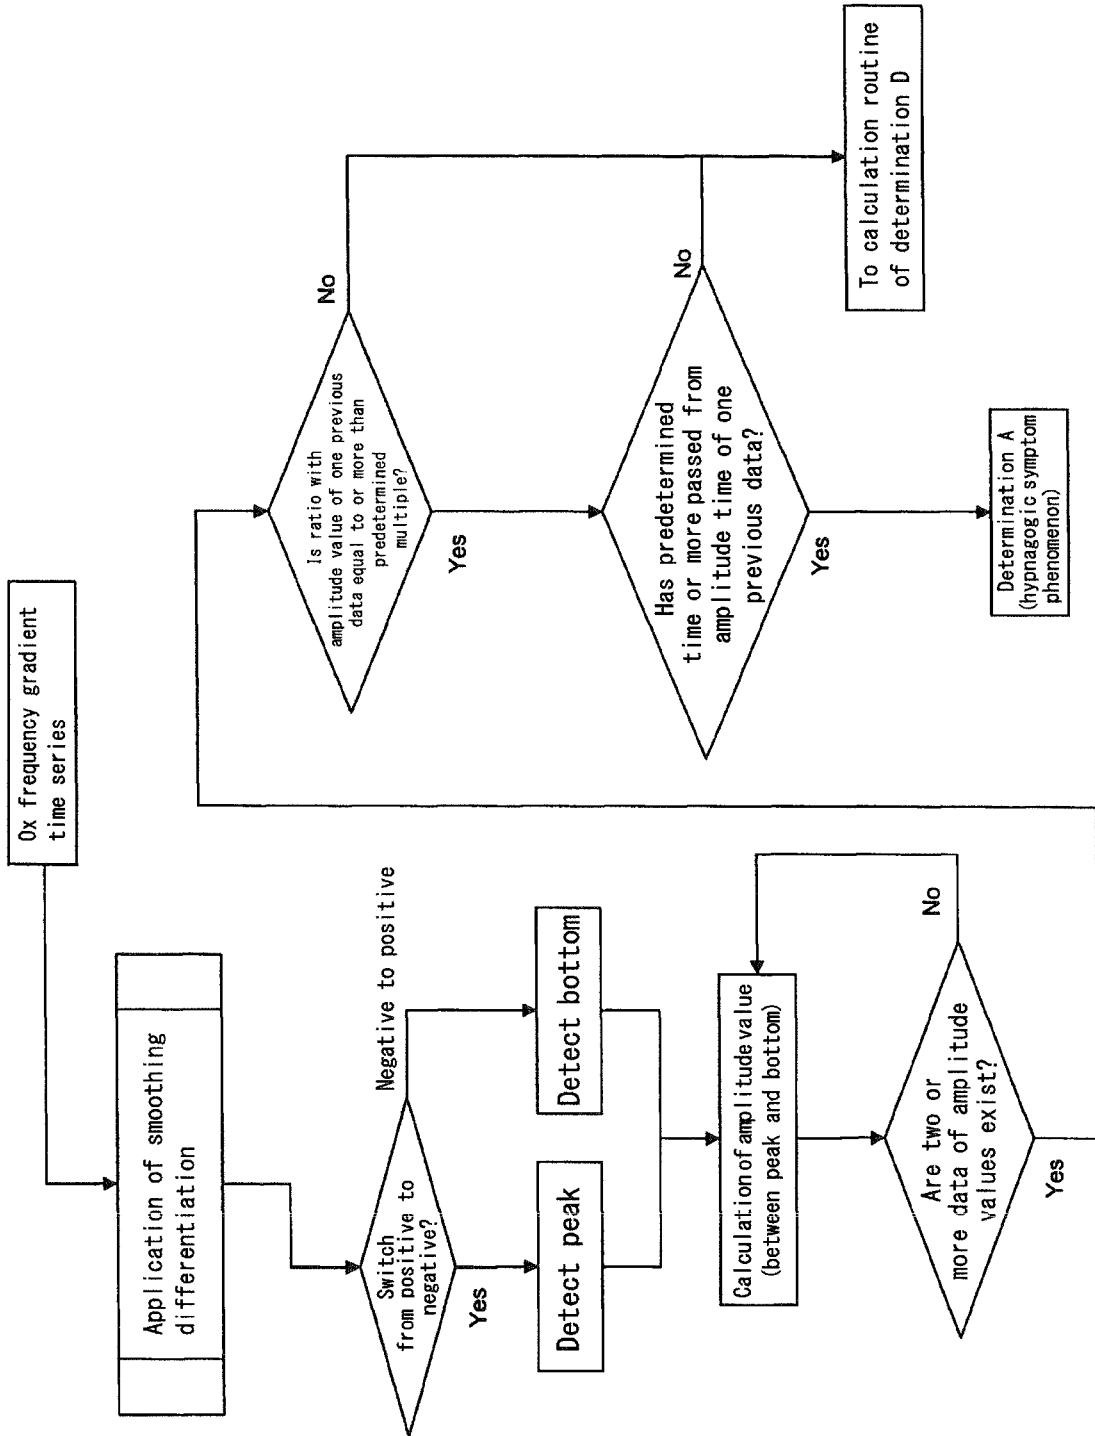 Ox frequency gradient
time series
Application of smoothing
differentiation
Switch
from positive to
negative?
Negative to positive
Yes
Detect peak
Detect bottom
Calculation of amplitude value
(between peak and bottom)
Are two or
more data of amplitude
values exist?
No
Yes
Is ratio with
amplitude value of one previous
data equal to or more than
predetermined
multiple?
No
Yes
Has predetermined
time or more passed from
amplitude time of one
previous data?
No
Yes
Determination A
(hypnagogic symptom
phenomenon)
To calculation routine
of determination D